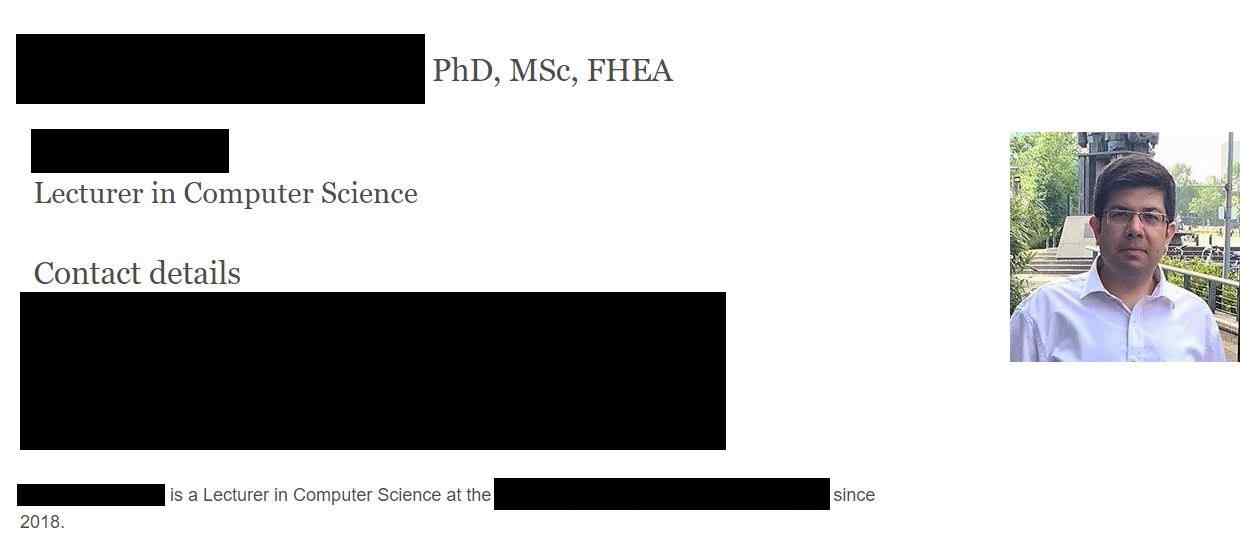 PhD, MSc, FHEA
Lecturer in Computer Science
Contact details
is a Lecturer in Computer Science at the since
2018.